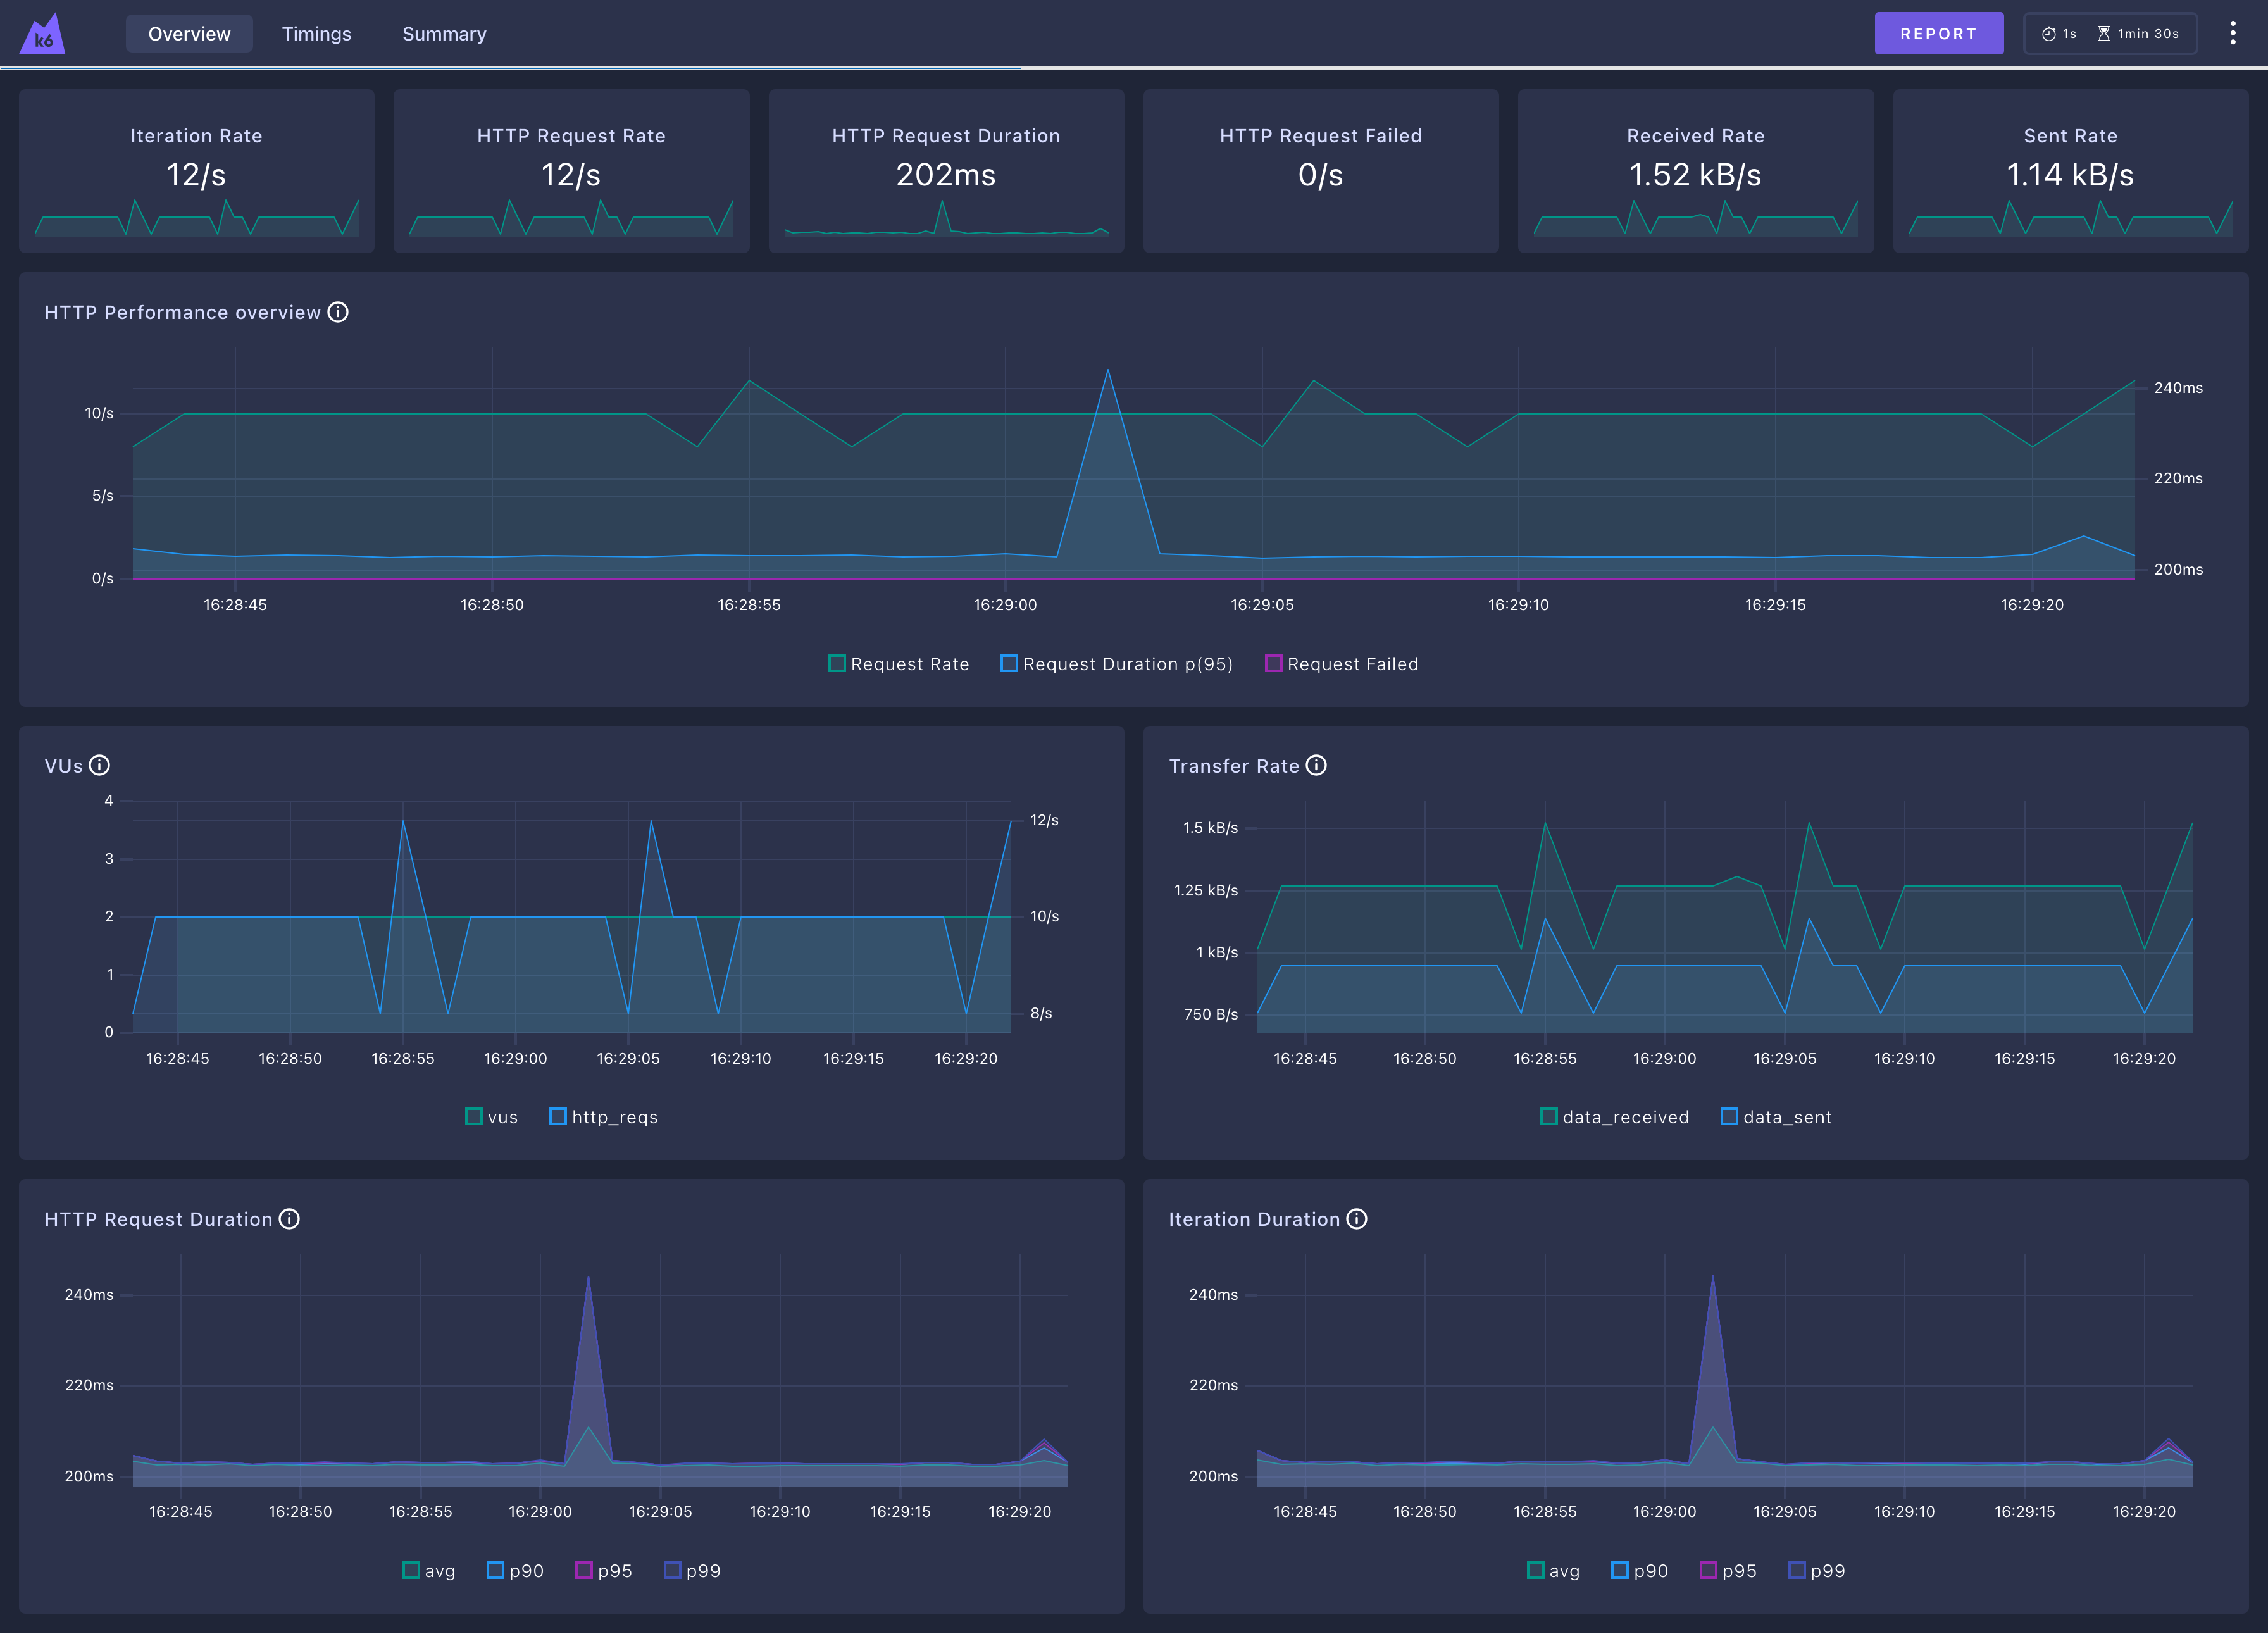 k6 Overview Timings Summary REPORT 1s 1min 30s
Iteration Rate
12/s
HTTP Request Rate
12/s
HTTP Request Duration
202ms
HTTP Request Failed
0/s
Received Rate
1.52 kB/s
Sent Rate
1.14 kB/s
HTTP Performance overview
10/s
5/s
0/s
240ms
220ms
200ms
16:28:45 16:28:50 16:28:55 16:29:00 16:29:05 16:29:10 16:29:15 16:29:20
Request Rate Request Duration p(95) Request Failed
VUs
4
3
2
1
0
12/s
10/s
8/s
16:28:45 16:28:50 16:28:55 16:29:00 16:29:05 16:29:10 16:29:15 16:29:20
vus http_reqs
Transfer Rate
1.5 kB/s
1.25 kB/s
1 kB/s
750 B/s
16:28:45 16:28:50 16:28:55 16:29:00 16:29:05 16:29:10 16:29:15 16:29:20
data_received data_sent
HTTP Request Duration
240ms
220ms
200ms
16:28:45 16:28:50 16:28:55 16:29:00 16:29:05 16:29:10 16:29:15 16:29:20
avg p90 p95 p99
Iteration Duration
240ms
220ms
200ms
16:28:45 16:28:50 16:28:55 16:29:00 16:29:05 16:29:10 16:29:15 16:29:20
avg p90 p95 p99